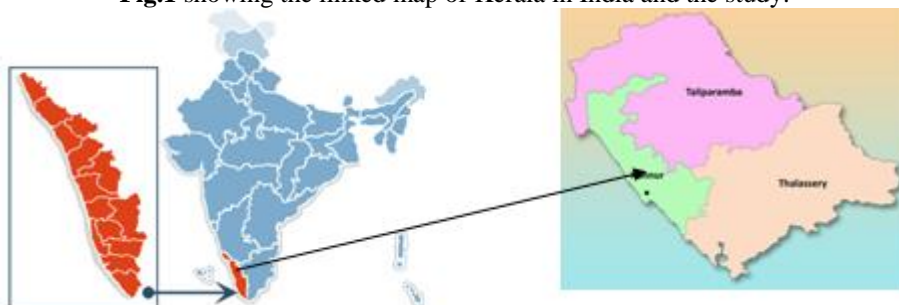 Fig.1 showing the linked map of Kerala in India and the study.
Taliparamba
Thalassery